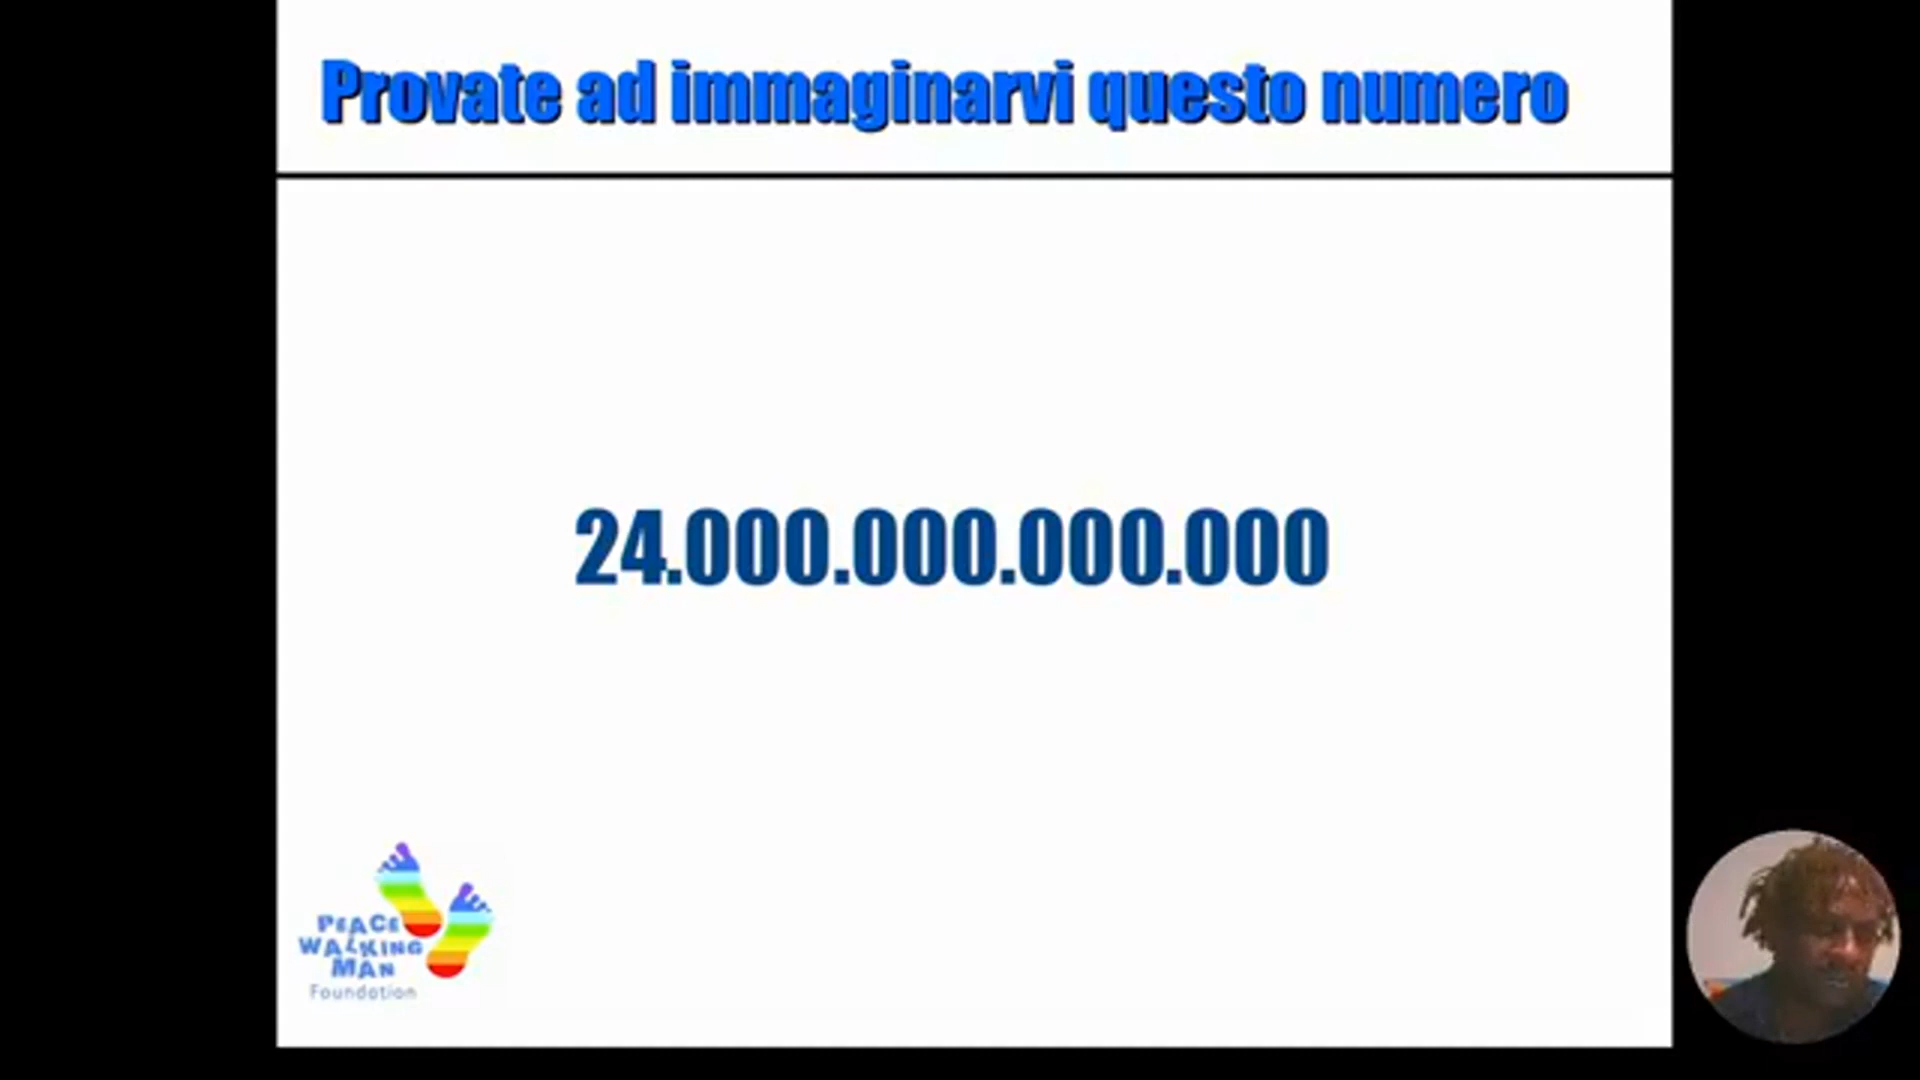 Provate ad immaginarvi questo numero
24.000.000.000.000
PEACE
WALKING
MAN
Foundation